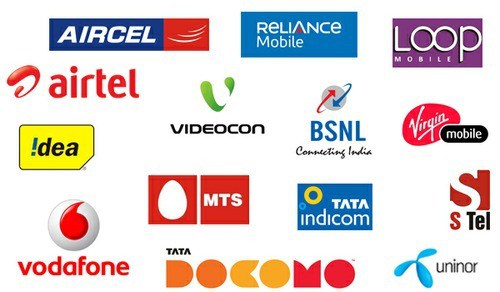 AIRCEL
RELIANCE
Mobile
LOOP
MOBILE
airtel
VIDEOCON
BSNL
Connecting India
Virgin
mobile
!dea
MTS
TATA
indicom
S
S Tel
vodafone
TATA
DOCOMO
uninor